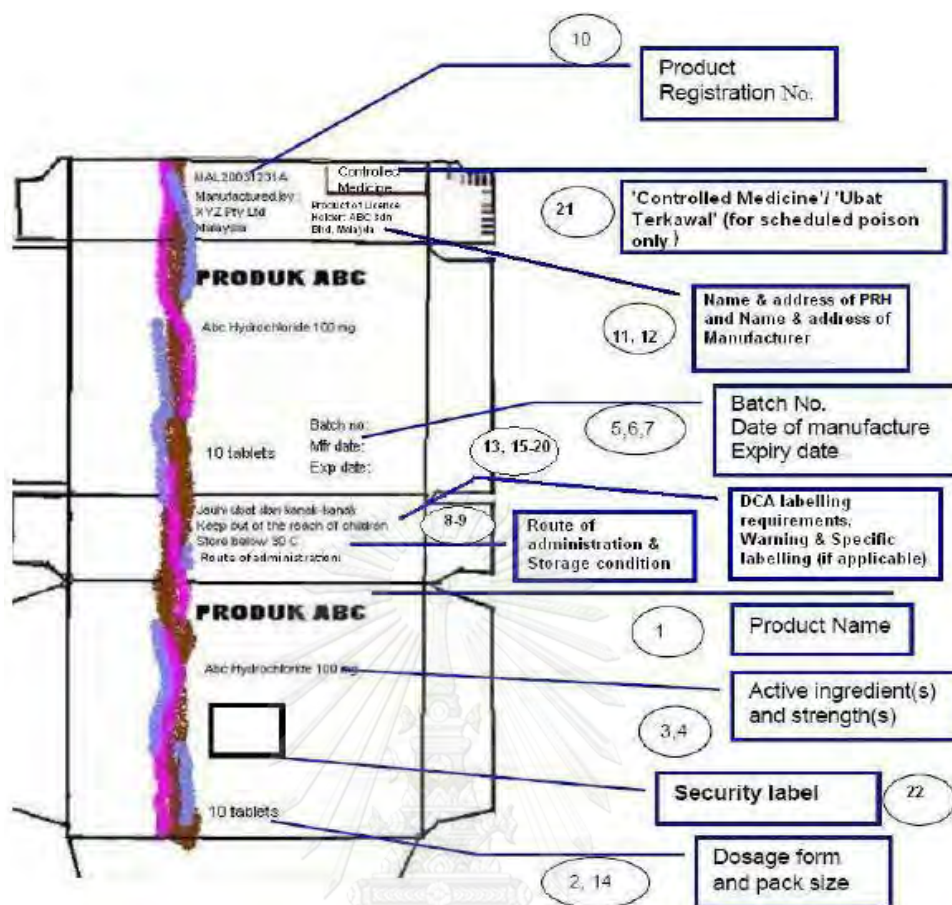 10
Product
Registration No.
MAL20031231A
Manufactured by:
XYZ Pty Ltd
Malaysia
Controlled
Medicine
Product of Licence
Holder: ABC Sdn
Bhd, Malaysia
21
'Controlled Medicine'/ 'Ubat
Terkawal' (for scheduled poison
only )
PRODUK ABC
Abc Hydrochloride 100 mg
11, 12
Name & address of PRH
and Name & address of
Manufacturer
10 tablets
Batch no:
Mfr date:
Exp date:
5,6,7
Batch No.
Date of manufacture
Expiry date
13, 15-20
Jauhi ubat dari kanak-kanak
Keep out of the reach of children
Store below 30 C
Route of administration:
8-9
Route of
administration &
Storage condition
DCA labelling
requirements,
Warning & Specific
labelling (if applicable)
PRODUK ABC
1
Product Name
Abc Hydrochloride 100 mg
3,4
Active ingredient(s)
and strength(s)
Security label
22
10 tablets
2, 14
Dosage form
and pack size